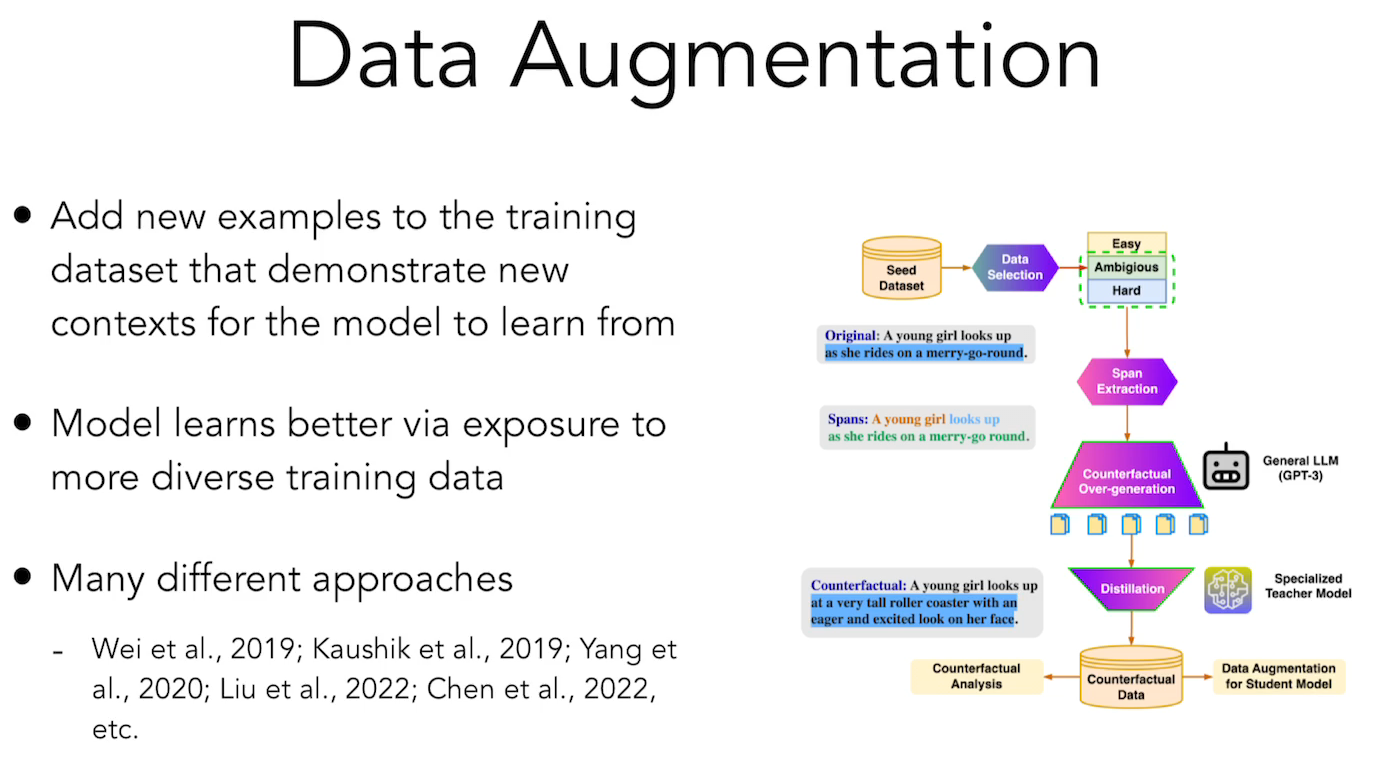 Data Augmentation
• Add new examples to the training
dataset that demonstrate new
contexts for the model to learn from
• Model learns better via exposure to
more diverse training data
• Many different approaches
- Wei et al., 2019; Kaushik et al., 2019; Yang et
al., 2020; Liu et al., 2022; Chen et al., 2022,
etc.
Seed
Dataset
Data
Selection
Easy
Ambigious
Hard
Original: A young girl looks up
as she rides on a merry-go-round.
Span
Extraction
Spans: A young girl looks up
as she rides on a merry-go round.
Counterfactual
Over-generation
General LLM
(GPT-3)
Counterfactual: A young girl looks up
at a very tall roller coaster with an
eager and excited look on her face.
Distillation
Specialized
Teacher Model
Counterfactual
Analysis
Counterfactual
Data
Data Augmentation
for Student Model